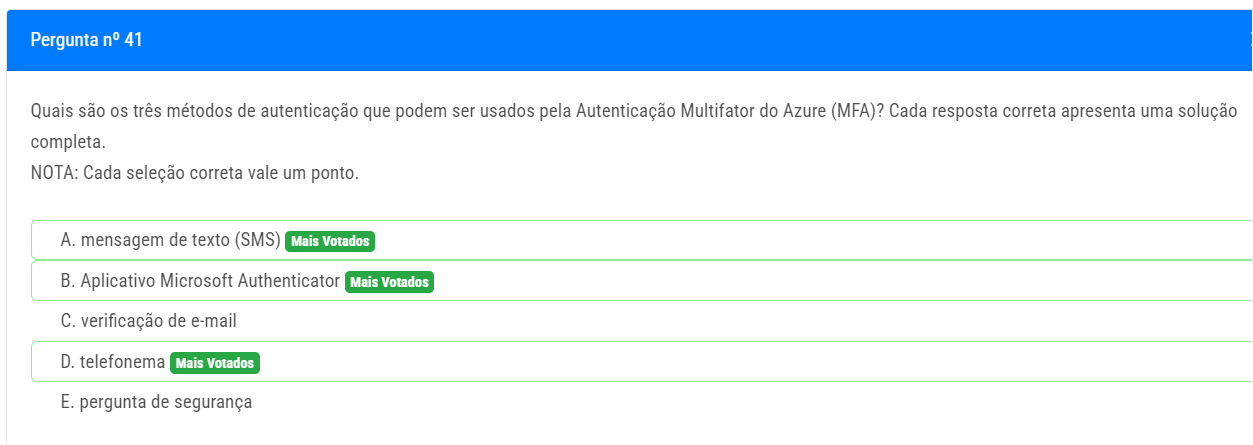 Pergunta nº 41
Quais são os três métodos de autenticação que podem ser usados pela Autenticação Multifator do Azure (MFA)? Cada resposta correta apresenta uma solução
completa.
NOTA: Cada seleção correta vale um ponto.
A. mensagem de texto (SMS) Mais Votados
B. Aplicativo Microsoft Authenticator Mais Votados
C. verificação de e-mail
D. telefonema Mais Votados
E. pergunta de segurança